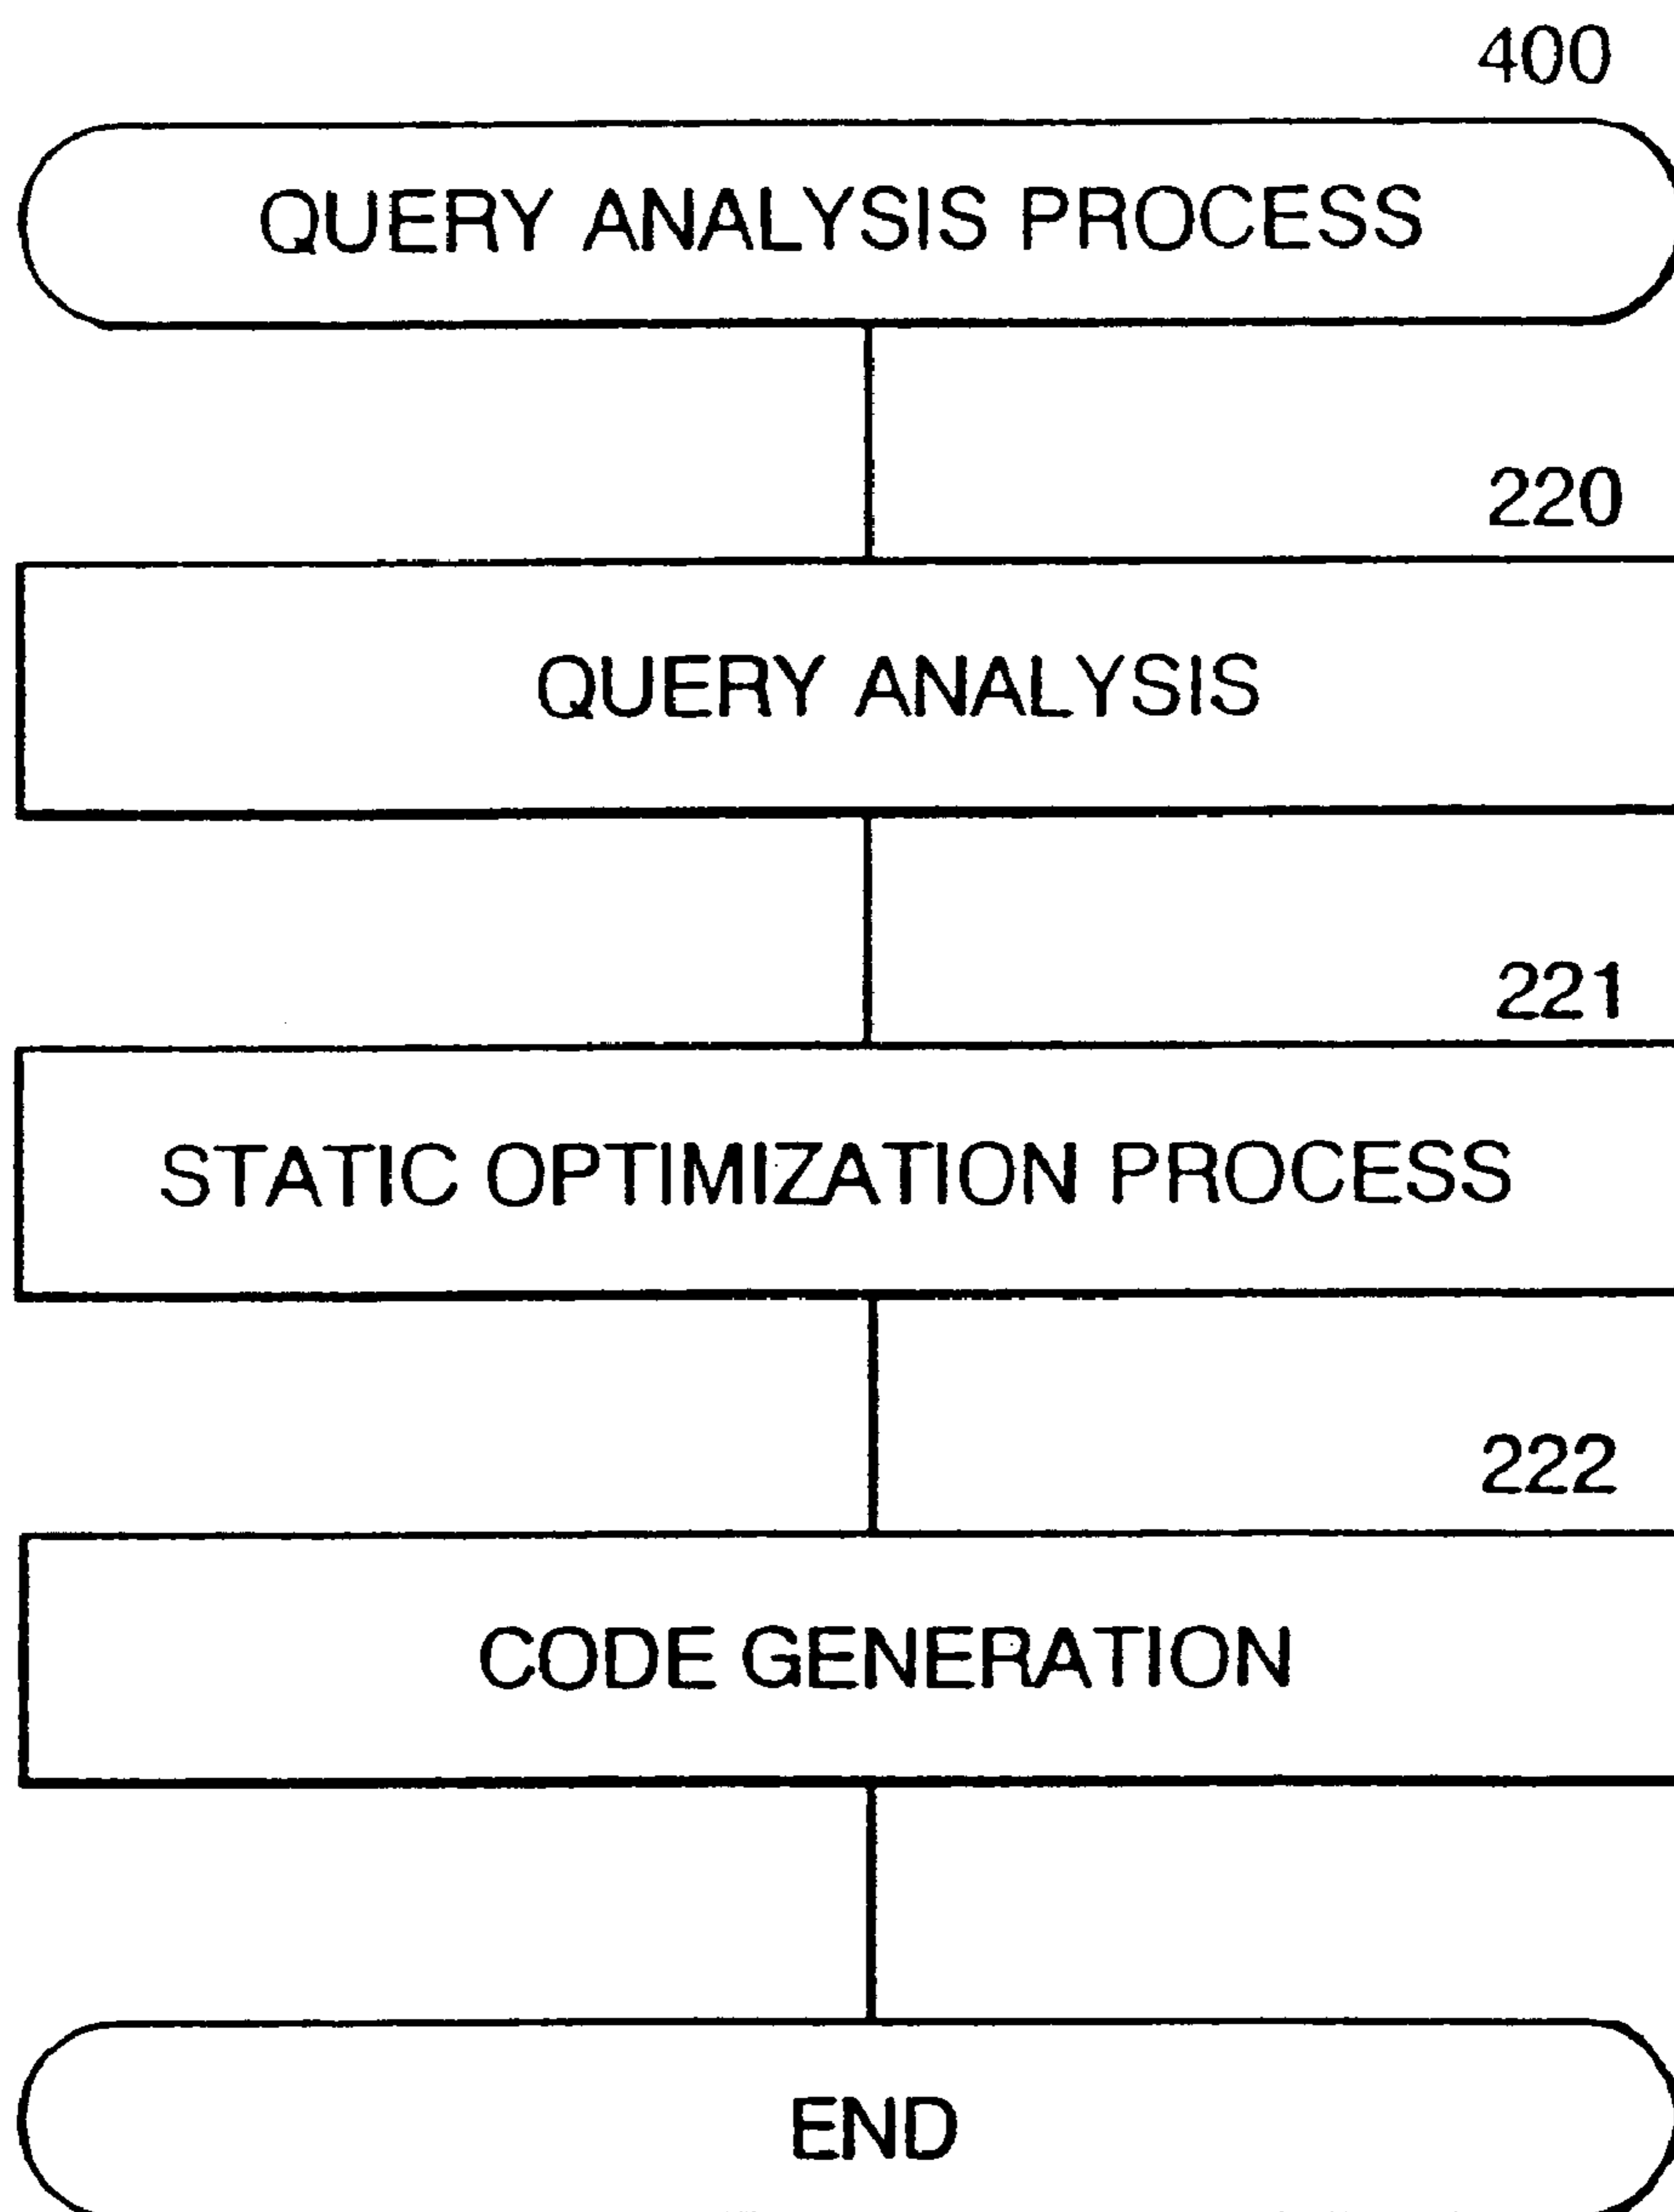 400
QUERY ANALYSIS PROCESS
220
QUERY ANALYSIS
221
STATIC OPTIMIZATION PROCESS
222
CODE GENERATION
END